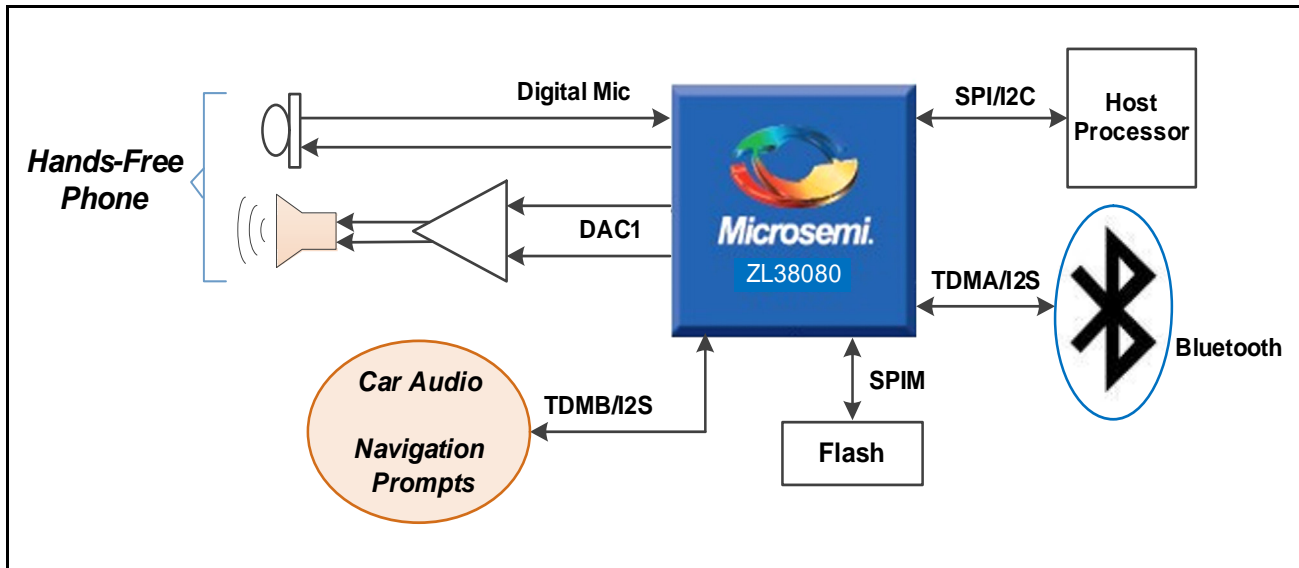 Hands-Free
Phone
Digital Mic
DAC1
Microsemi.
ZL38080
SPI/I2C
Host
Processor
TDMA/I2S
Bluetooth
Car Audio
Navigation
Prompts
TDMB/I2S
SPIM
Flash